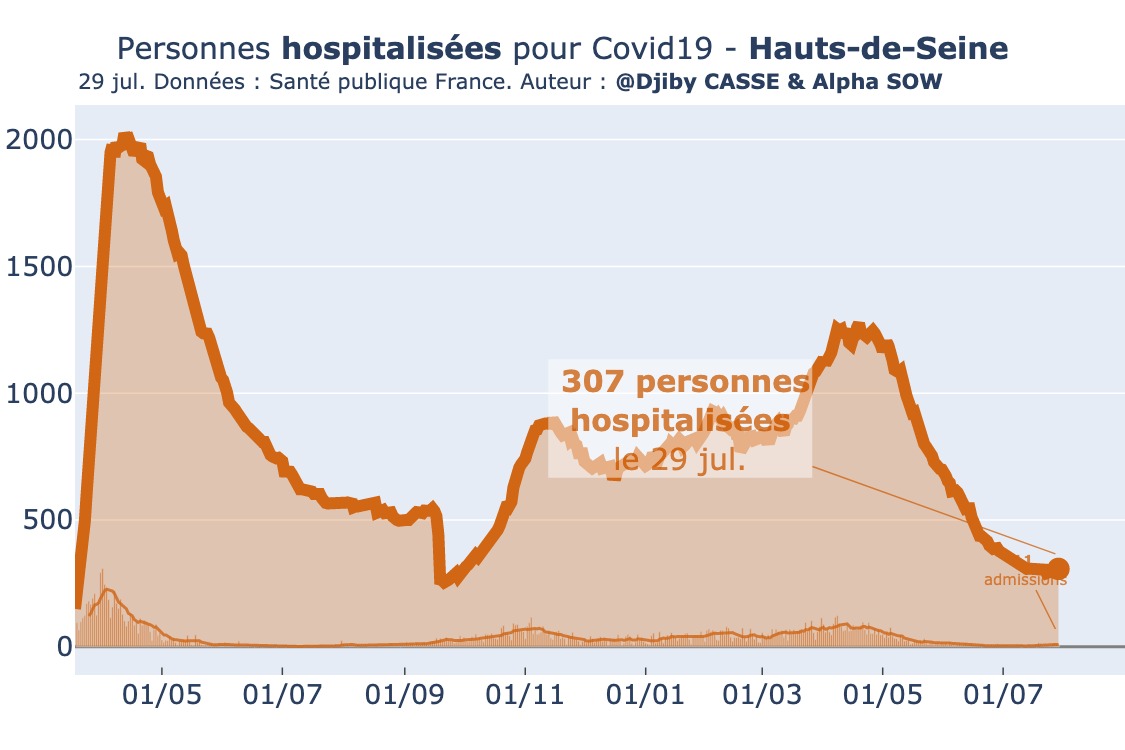 Personnes hospitalisées pour Covid19 - Hauts-de-Seine
29 jul. Données : Santé publique France. Auteur : @Djiby CASSE & Alpha SOW
2000
1500
1000
500
0
307 personnes
hospitalisées
le 29 jul.
admissions
01/05
01/07
01/09
01/11
01/01
01/03
01/05
01/07